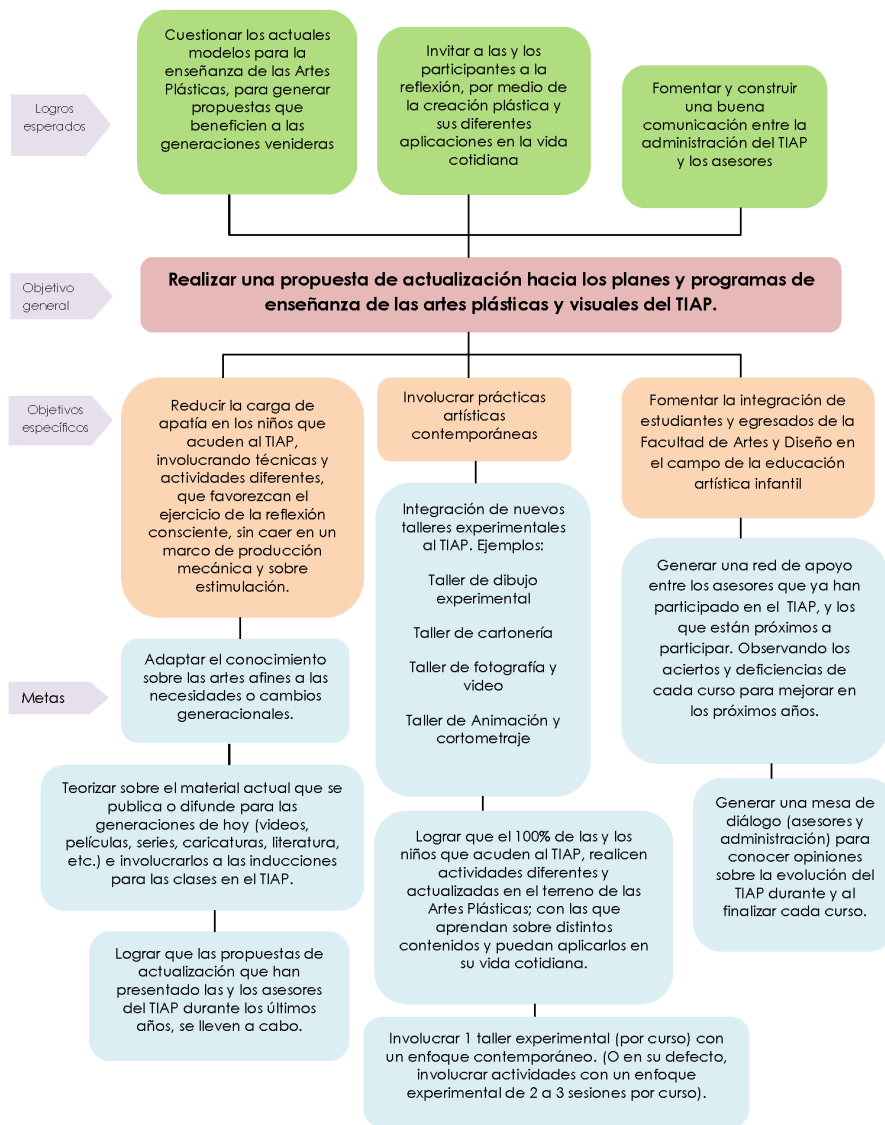 Logros
esperados
Cuestionar los actuales
modelos para la
enseñanza de las Artes
Plásticas, para generar
propuestas que
beneficien a las
generaciones venideras
Invitar a las y los
participantes a la
reflexión, por medio de
la creación plástica y
sus diferentes
aplicaciones en la vida
cotidiana
Fomentar y construir
una buena
comunicación entre la
administración del TIAP
y los asesores
Objetivo
general
Realizar una propuesta de actualización hacia los planes y programas de
enseñanza de las artes plásticas y visuales del TIAP.
Objetivos
específicos
Reducir la carga de
apatía en los niños que
acuden al TIAP,
involucrando técnicas y
actividades diferentes,
que favorezcan el
ejercicio de la reflexión
consciente, sin caer en un
marco de producción
mecánica y sobre
estimulación.
Involucrar prácticas
artísticas
contemporáneas
Fomentar la integración de
estudiantes y egresados de la
Facultad de Artes y Diseño en
el campo de la educación
artística infantil
Metas
Adaptar el conocimiento
sobre las artes afines a las
necesidades o cambios
generacionales.
Teorizar sobre el material actual que se
publica o difunde para las
generaciones de hoy (videos,
películas, series, caricaturas, literatura,
etc.) e involucrarlos a las inducciones
para las clases en el TIAP.
Lograr que las propuestas de
actualización que han
presentado las y los asesores
del TIAP durante los últimos
años, se lleven a cabo.
Integración de nuevos
talleres experimentales
al TIAP. Ejemplos:
Taller de dibujo
experimental
Taller de cartonería
Taller de fotografía y
video
Taller de Animación y
cortometraje
Lograr que el 100% de las y los
niños que acuden al TIAP, realicen
actividades diferentes y
actualizadas en el terreno de las
Artes Plásticas; con las que
aprendan sobre distintos
contenidos y puedan aplicarlos en
su vida cotidiana.
Involucrar 1 taller experimental (por curso) con
un enfoque contemporáneo. (O en su defecto,
involucrar actividades con un enfoque
experimental de 2 a 3 sesiones por curso).
Generar una red de apoyo
entre los asesores que ya han
participado en el TIAP, y los
que están próximos a
participar. Observando los
aciertos y deficiencias de
cada curso para mejorar en
los próximos años.
Generar una mesa de
diálogo (asesores y
administración) para
conocer opiniones
sobre la evolución del
TIAP durante y al
finalizar cada curso.